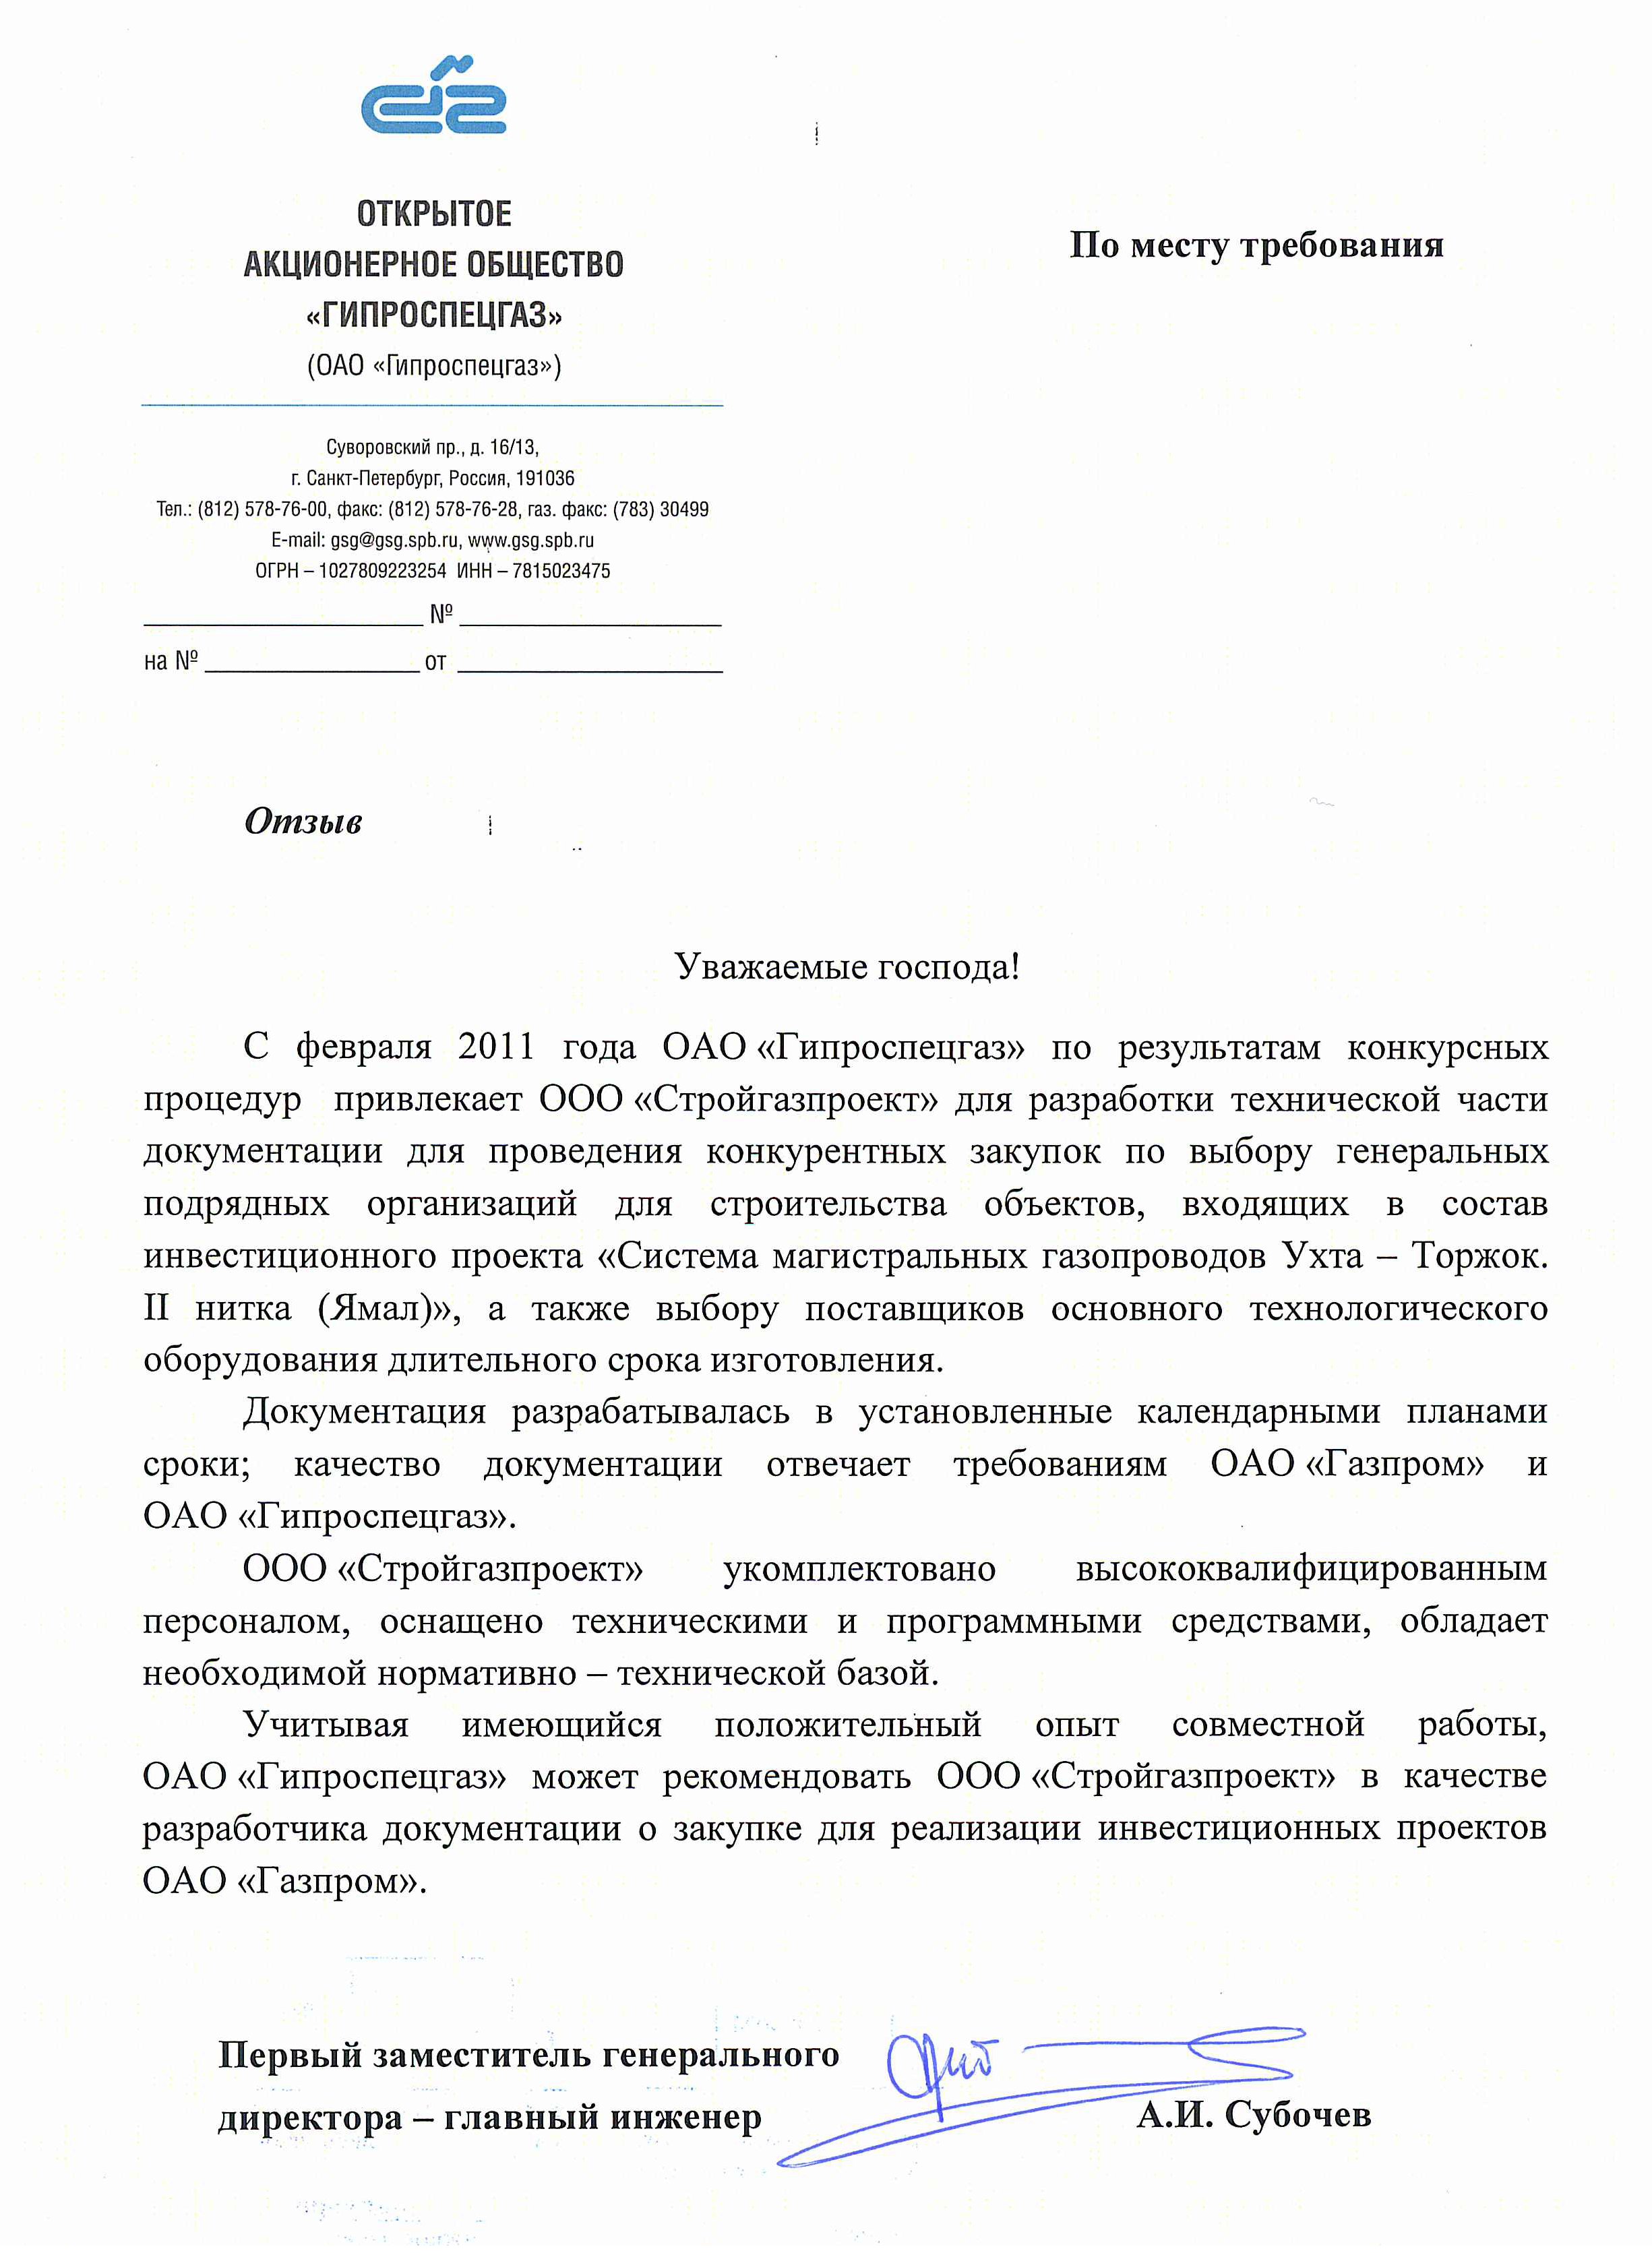 ОТКРЫТОЕ
АКЦИОНЕРНОЕ ОБЩЕСТВО
«ГИПРОСПЕЦГАЗ»
(ОАО «Гипроспецгаз»)
По месту требования
Суворовский пр., д. 16/13,
г. Санкт-Петербург, Россия, 191036
Тел.: (812) 578-76-00, факс: (812) 578-76-28, газ. факс: (783) 30499
E-mail: gsg@gsg.spb.ru, www.gsg.spb.ru
ОГРН – 1027809223254 ИНН – 7815023475
№
на № от
Отзыв
Уважаемые господа!
С февраля 2011 года ОАО «Гипроспецгаз» по результатам конкурсных
процедур привлекает ООО «Стройгазпроект» для разработки технической части
документации для проведения конкурентных закупок по выбору генеральных
подрядных организаций для строительства объектов, входящих в состав
инвестиционного проекта «Система магистральных газопроводов Ухта – Торжок.
II нитка (Ямал)», а также выбору поставщиков основного технологического
оборудования длительного срока изготовления.
Документация разрабатывалась в установленные календарными планами
сроки; качество документации отвечает требованиям ОАО «Газпром» и
ОАО «Гипроспецгаз».
ООО «Стройгазпроект» укомплектовано высококвалифицированным
персоналом, оснащено техническими и программными средствами, обладает
необходимой нормативно – технической базой.
Учитывая имеющийся положительный опыт совместной работы,
ОАО «Гипроспецгаз» может рекомендовать ООО «Стройгазпроект» в качестве
разработчика документации о закупке для реализации инвестиционных проектов
ОАО «Газпром».
Первый заместитель генерального
директора – главный инженер А.И. Субочев